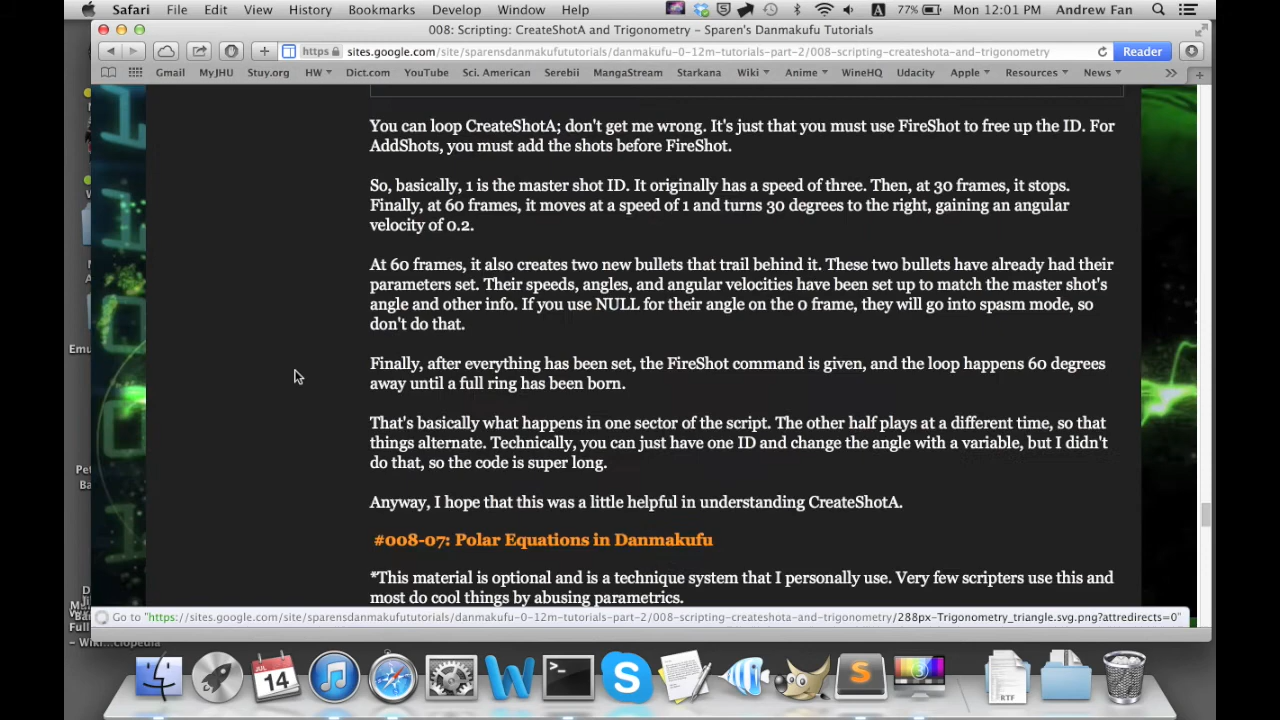 Safari File Edit View History Bookmarks Develop Window Help 77% Mon 12:01 PM Andrew Fan
008: Scripting: CreateShotA and Trigonometry – Sparen's Danmakufu Tutorials
https sites.google.com/site/sparensdanmakufututorials/danmakufu-0-12m-tutorials-part-2/008-scripting-createshota-and-trigonometry Reader
Gmail MyJHU Stuy.org HW Dict.com YouTube Sci. American Serebii MangaStream Starkana Wiki Anime WineHQ Udacity Apple Resources News
You can loop CreateShotA; don't get me wrong. It's just that you must use FireShot to free up the ID. For
AddShots, you must add the shots before FireShot.
So, basically, 1 is the master shot ID. It originally has a speed of three. Then, at 30 frames, it stops.
Finally, at 60 frames, it moves at a speed of 1 and turns 30 degrees to the right, gaining an angular
velocity of 0.2.
At 60 frames, it also creates two new bullets that trail behind it. These two bullets have already had their
parameters set. Their speeds, angles, and angular velocities have been set up to match the master shot's
angle and other info. If you use NULL for their angle on the 0 frame, they will go into spasm mode, so
don't do that.
Finally, after everything has been set, the FireShot command is given, and the loop happens 60 degrees
away until a full ring has been born.
That's basically what happens in one sector of the script. The other half plays at a different time, so that
things alternate. Technically, you can just have one ID and change the angle with a variable, but I didn't
do that, so the code is super long.
Anyway, I hope that this was a little helpful in understanding CreateShotA.
#008-07: Polar Equations in Danmakufu
*This material is optional and is a technique system that I personally use. Very few scripters use this and
most do cool things by abusing parametrics.
Go to "https://sites.google.com/site/sparensdanmakufututorials/danmakufu-0-12m-tutorials-part-2/008-scripting-createshota-and-trigonometry/288px-Trigonometry_triangle.svg.png?attredirects=0"
Emu
Pet
Ba
Full
– Wiki...clopedia
JUL
14
RTF